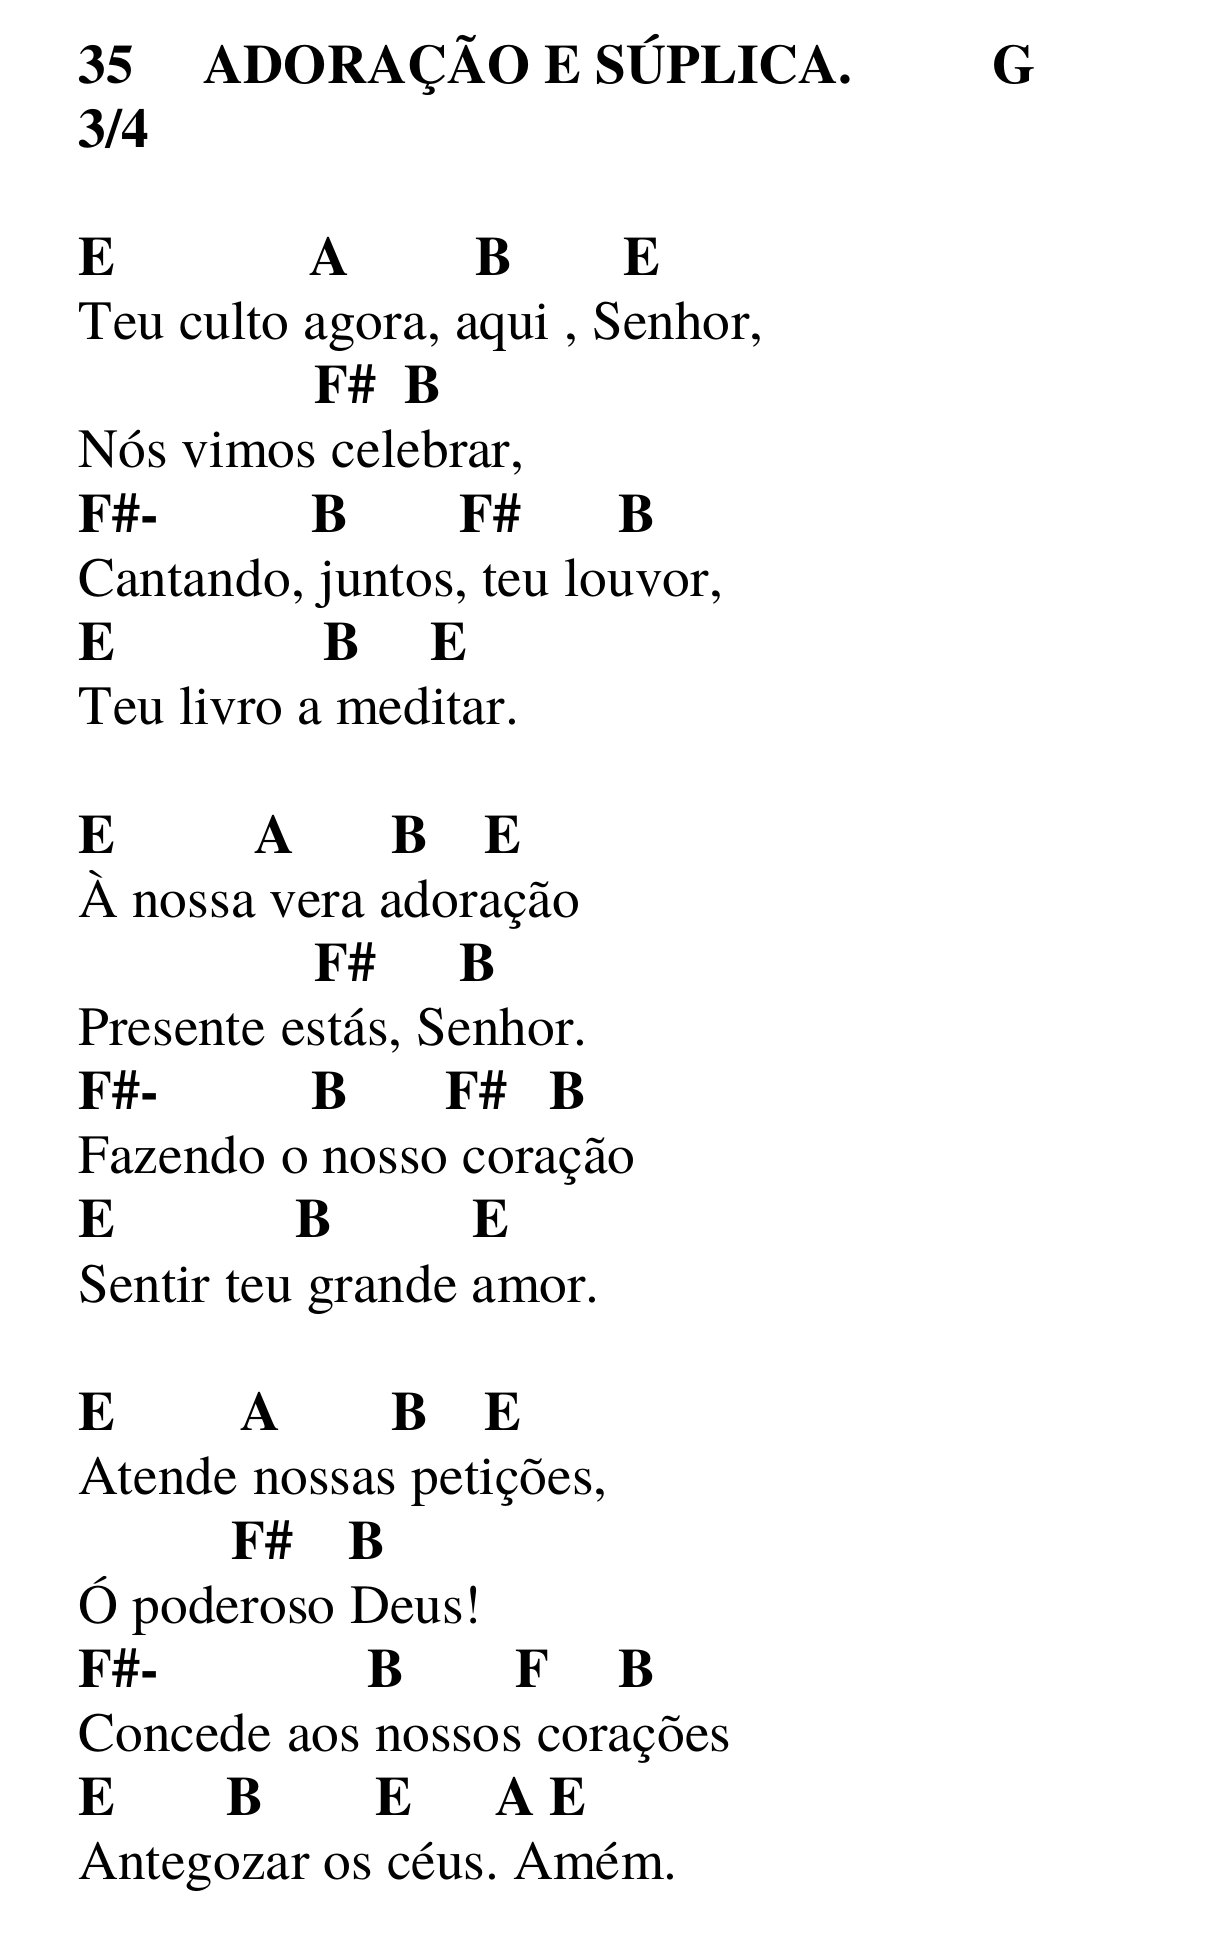 35 ADORAÇÃO E SÚPLICA. G
3/4
E A B E
Teu culto agora, aqui , Senhor,
F# B
Nós vimos celebrar,
F#- B F# B
Cantando, juntos, teu louvor,
E B E
Teu livro a meditar.
E A B E
À nossa vera adoração
F# B
Presente estás, Senhor.
F#- B F# B
Fazendo o nosso coração
E B E
Sentir teu grande amor.
E A B E
Atende nossas petições,
F# B
Ó poderoso Deus!
F#- B F B
Concede aos nossos corações
E B E A E
Antegozar os céus. Amém.